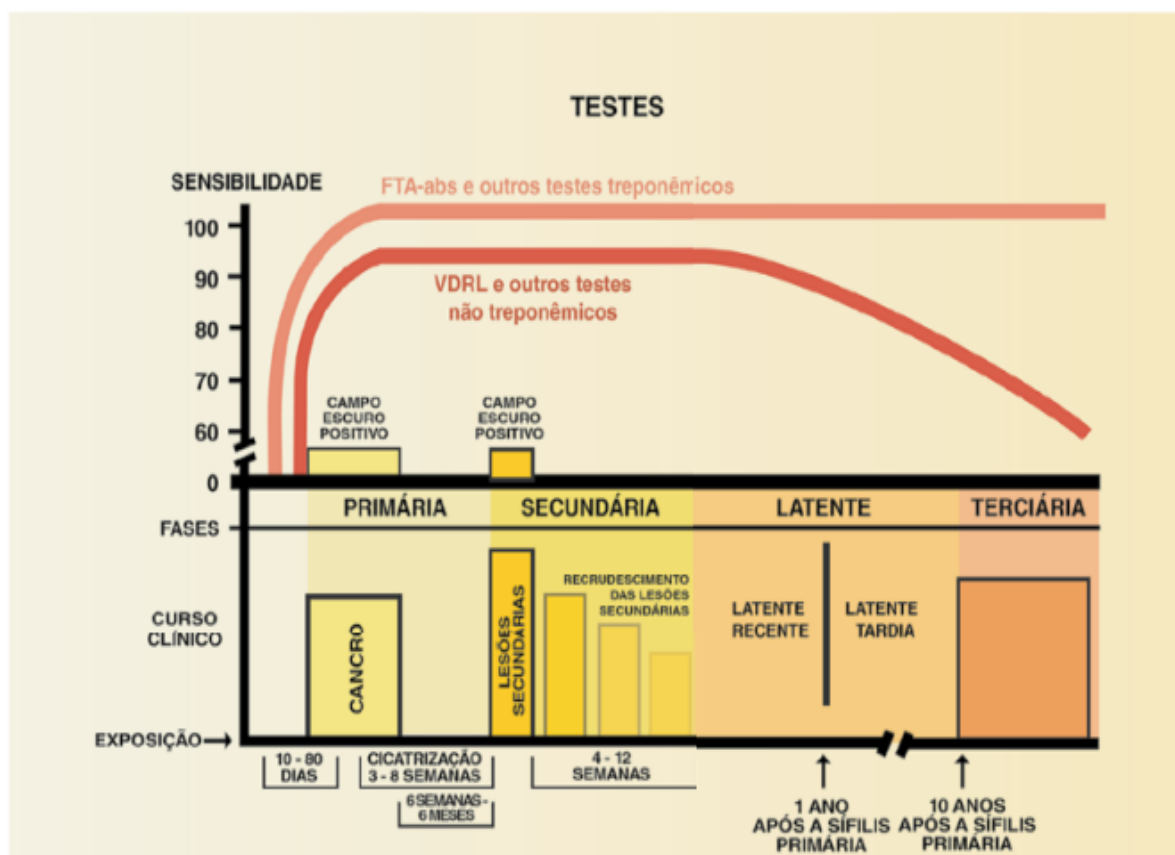 TESTES
SENSIBILIDADE
FTA-abs e outros testes treponêmicos
100
90
VDRL e outros testes
não treponêmicos
80
70
60
0
CAMPO
ESCURO
POSITIVO
CAMPO
ESCURO
POSITIVO
PRIMÁRIA
SECUNDÁRIA
LATENTE
TERCIÁRIA
FASES
CURSO
CLÍNICO
CANCRO
LESÕES
SECUNDÁRIAS
RECRUDESCIMENTO
DAS LESÕES
SECUNDÁRIAS
LATENTE
RECENTE
LATENTE
TARDIA
EXPOSIÇÃO
10 - 80
DIAS
CICATRIZAÇÃO
3 - 8 SEMANAS
6 SEMANAS-
6 MESES
4 - 12
SEMANAS
1 ANO
APÓS A SÍFILIS
PRIMÁRIA
10 ANOS
APÓS A SÍFILIS
PRIMÁRIA